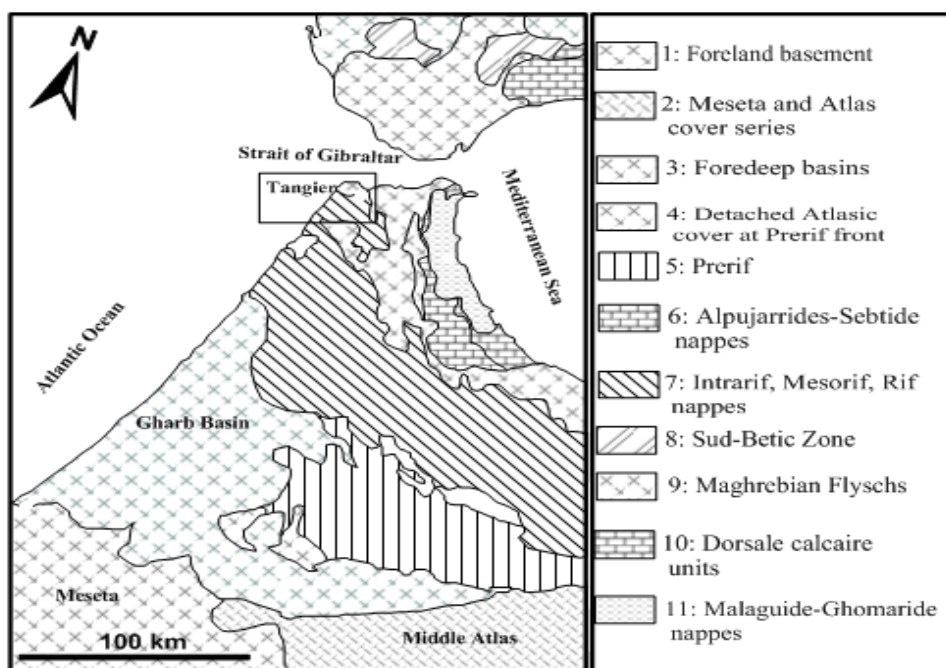 N
Strait of Gibraltar
Tangier
Mediterranean Sea
Atlantic Ocean
Gharb Basin
Meseta
100 km
Middle Atlas
1: Foreland basement
2: Meseta and Atlas
cover series
3: Foredeep basins
4: Detached Atlasic
cover at Prerif front
5: Prerif
6: Alpujarrides-Sebtide
nappes
7: Intrarif, Mesorif, Rif
nappes
8: Sud-Betic Zone
9: Maghrebian Flyschs
10: Dorsale calcaire
units
11: Malaguide-Ghomaride
nappes